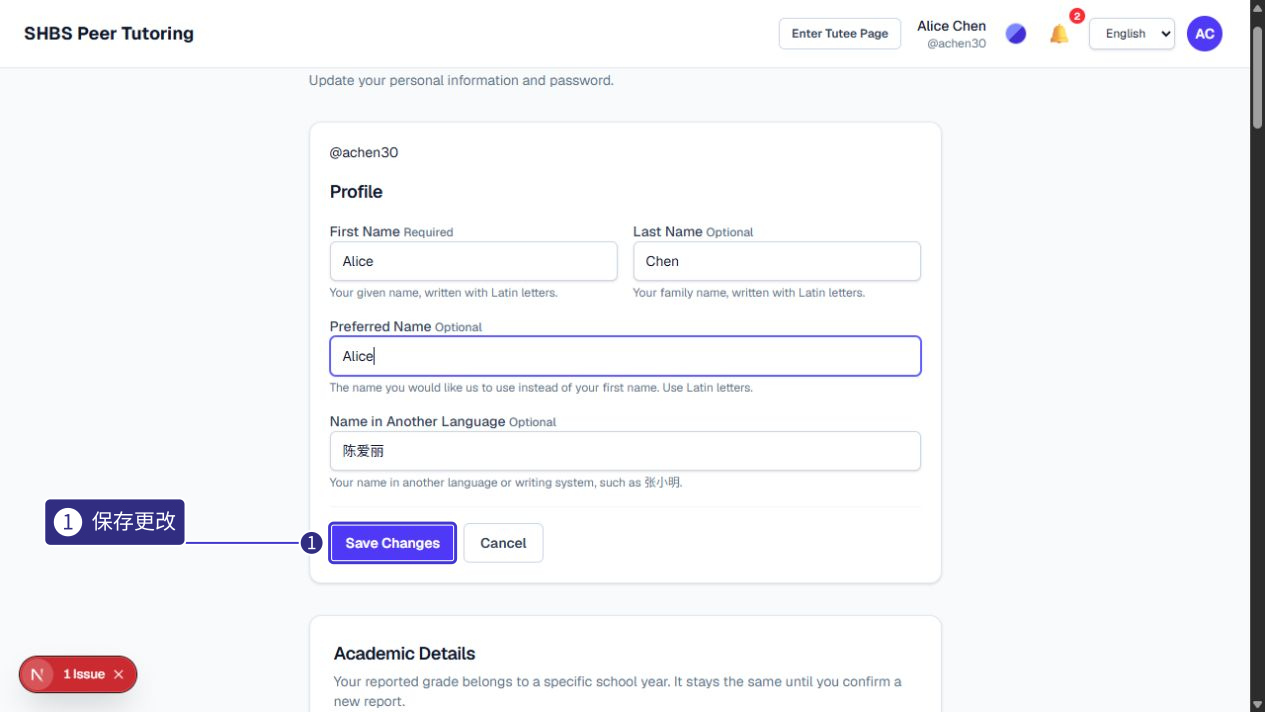 SHBS Peer Tutoring
Enter Tutee Page
Alice Chen
@achen30
2
English
AC
Update your personal information and password.
@achen30
Profile
First Name Required
Last Name Optional
Alice
Chen
Your given name, written with Latin letters.
Your family name, written with Latin letters.
Preferred Name Optional
Alice
The name you would like us to use instead of your first name. Use Latin letters.
Name in Another Language Optional
陈爱丽
Your name in another language or writing system, such as 张小明.
1 保存更改
1
Save Changes
Cancel
Academic Details
Your reported grade belongs to a specific school year. It stays the same until you confirm a
new report.
N
1 Issue